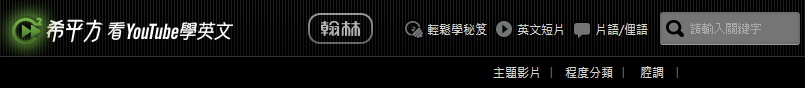 希平方 看YouTube學英文 翰林 輕鬆學秘笈 英文短片 片語/俚語 請輸入關鍵字
主題影片 | 程度分類 | 腔調 |